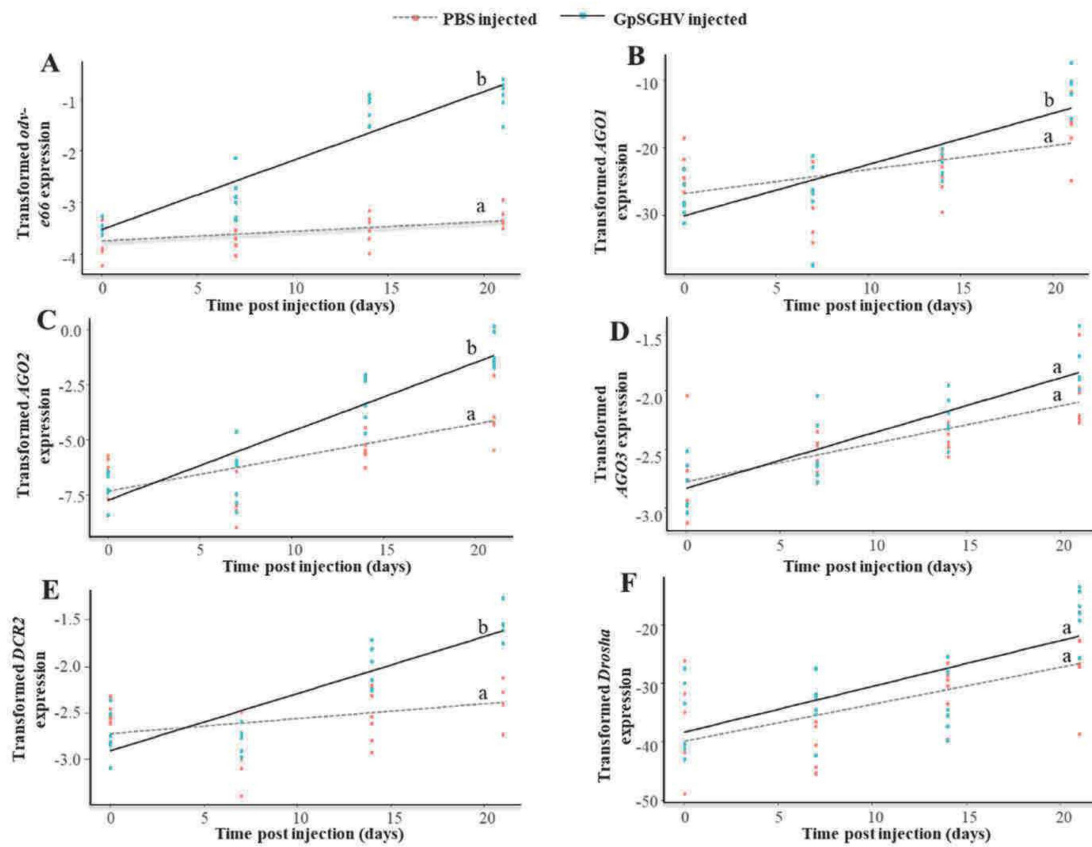 PBS injected GpSGHV injected
A
Transformed odv-
e66 expression
-1
-2
-3
-4
b
a
0 5 10 15 20
Time post injection (days)
B
Transformed AGO1
expression
-10
-20
-30
b
a
0 5 10 15 20
Time post injection (days)
C
Transformed AGO2
expression
0.0
-2.5
-5.0
-7.5
b
a
0 5 10 15 20
Time post injection (days)
D
Transformed
AGO3 expression
-1.5
-2.0
-2.5
-3.0
a
a
0 5 10 15 20
Time post injection (days)
E
Transformed DCR2
expression
-1.5
-2.0
-2.5
-3.0
b
a
0 5 10 15 20
Time post injection (days)
F
Transformed Drosha
expression
-20
-30
-40
-50
a
a
0 5 10 15 20
Time post injection (days)